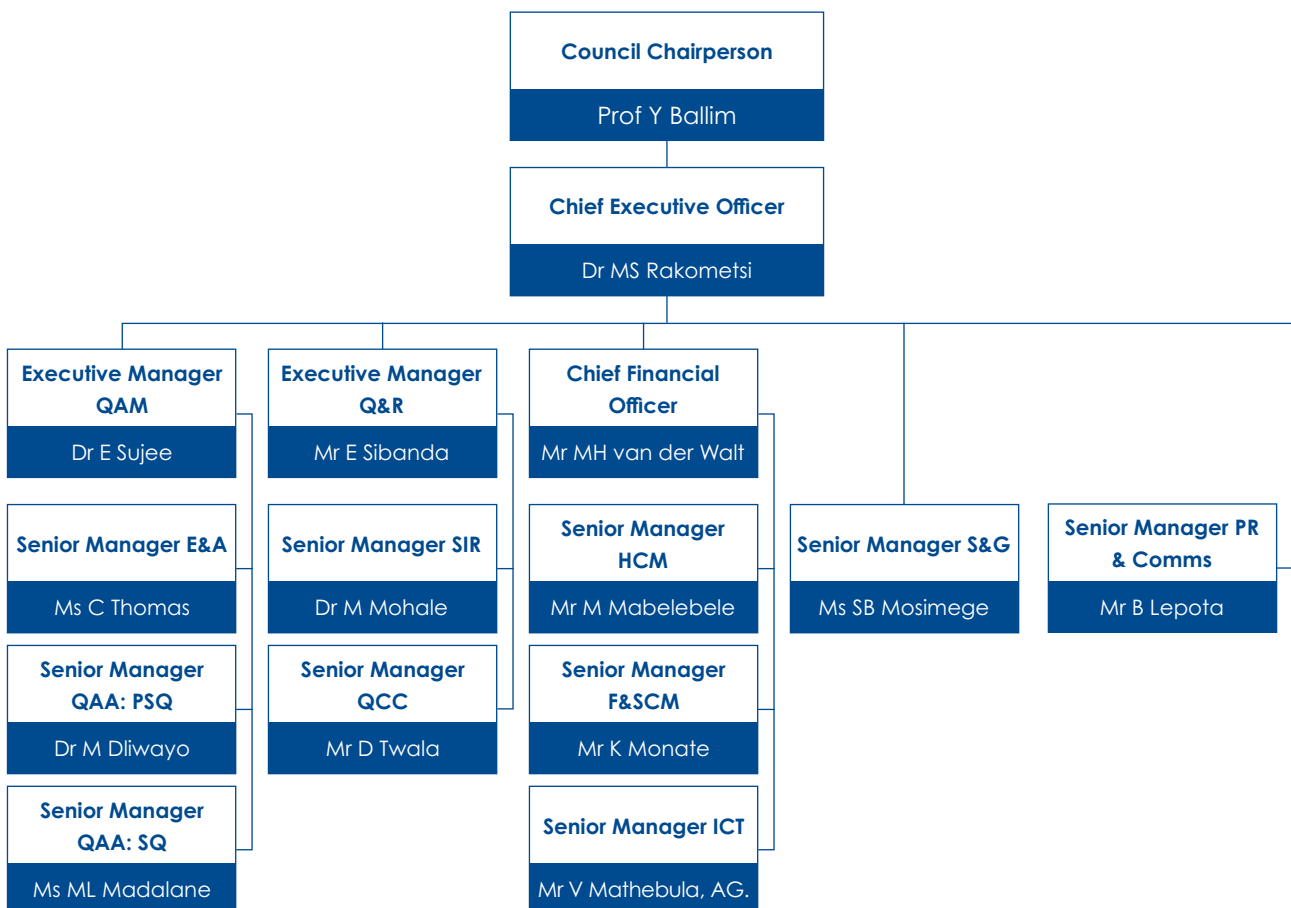 Council Chairperson
Prof Y Ballim
Chief Executive Officer
Dr MS Rakometsi
Executive Manager
QAM
Dr E Sujee
Executive Manager
Q&R
Mr E Sibanda
Chief Financial
Officer
Mr MH van der Walt
Senior Manager E&A
Ms C Thomas
Senior Manager SIR
Dr M Mohale
Senior Manager
HCM
Mr M Mabelebele
Senior Manager S&G
Ms SB Mosimege
Senior Manager PR
& Comms
Mr B Lepota
Senior Manager
QAA: PSQ
Dr M Dliwayo
Senior Manager
QCC
Mr D Twala
Senior Manager
F&SCM
Mr K Monate
Senior Manager
QAA: SQ
Ms ML Madalane
Senior Manager ICT
Mr V Mathebula, AG.